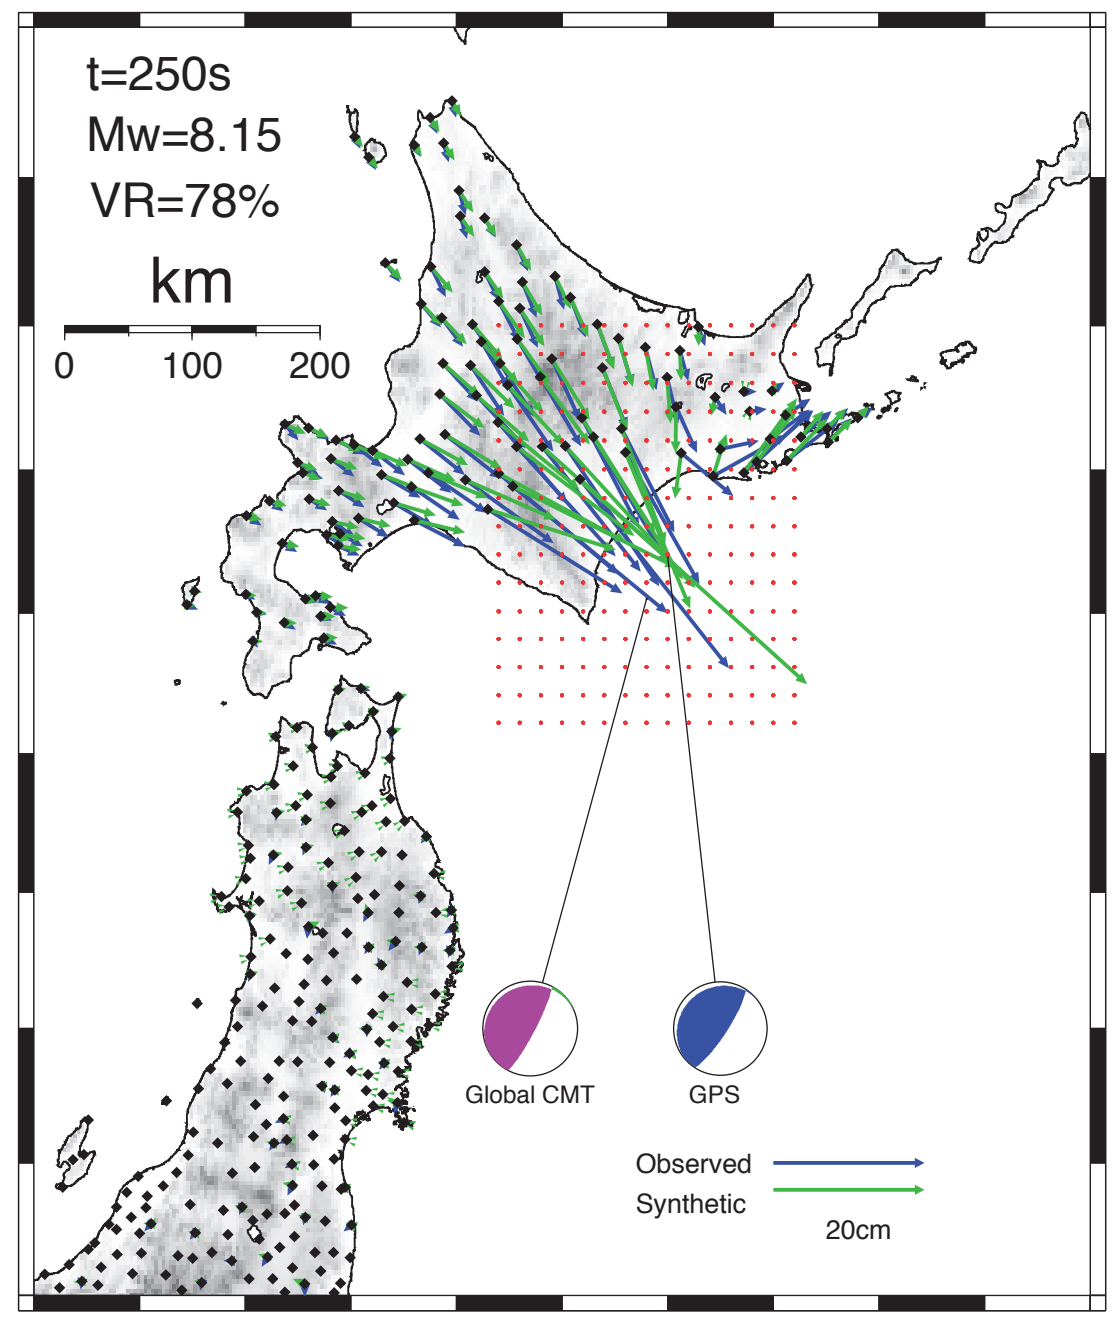 t=250s
Mw=8.15
VR=78%
km
0 100 200
Global CMT
GPS
Observed
Synthetic
20cm